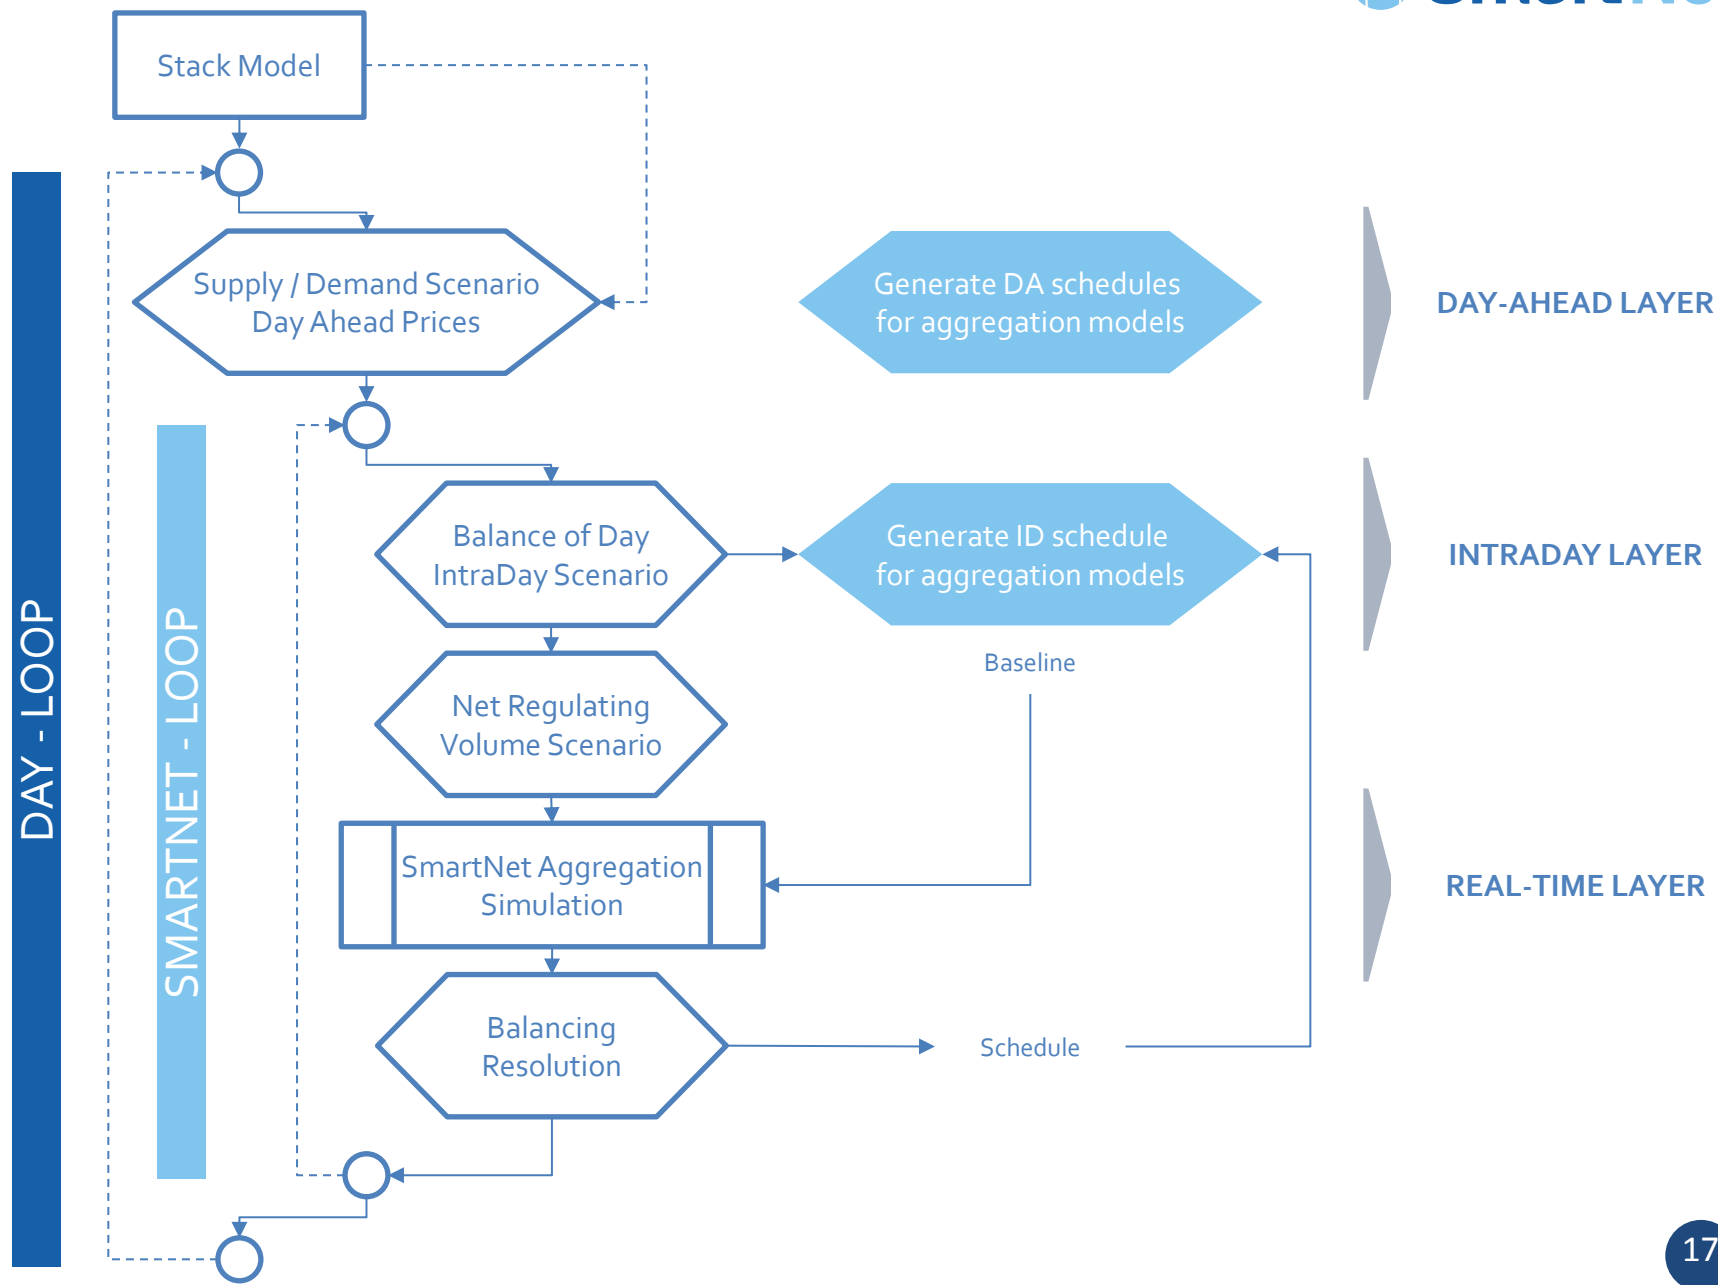 Stack Model
Supply / Demand Scenario
Day Ahead Prices
Generate DA schedules
for aggregation models
DAY-AHEAD LAYER
Balance of Day
IntraDay Scenario
Generate ID schedule
for aggregation models
INTRADAY LAYER
Baseline
Net Regulating
Volume Scenario
SmartNet Aggregation
Simulation
REAL-TIME LAYER
Balancing
Resolution
Schedule
DAY - LOOP
SMARTNET - LOOP
17